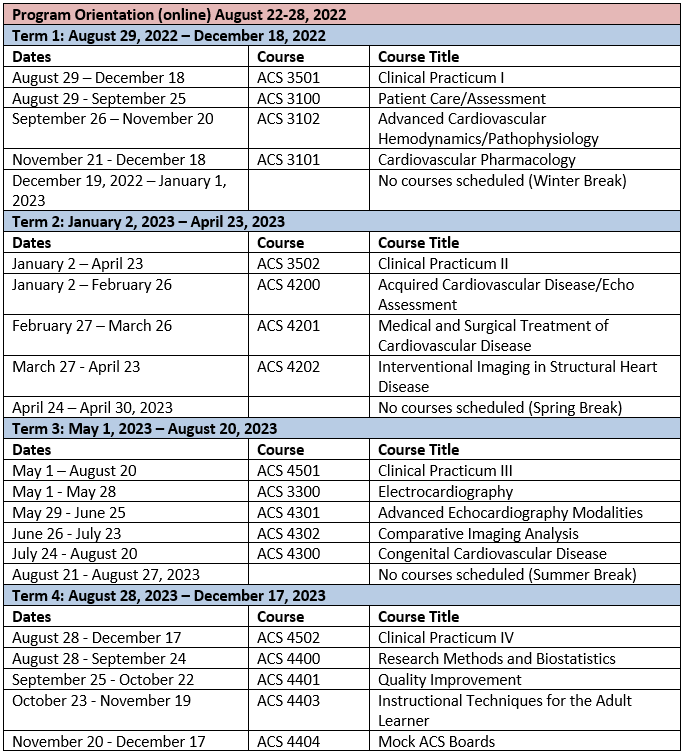 Program Orientation (online) August 22-28, 2022
Term 1: August 29, 2022 – December 18, 2022
Dates Course Course Title
August 29 – December 18 ACS 3501 Clinical Practicum I
August 29 - September 25 ACS 3100 Patient Care/Assessment
September 26 – November 20 ACS 3102 Advanced Cardiovascular
Hemodynamics/Pathophysiology
November 21 - December 18 ACS 3101 Cardiovascular Pharmacology
December 19, 2022 – January 1, No courses scheduled (Winter Break)
2023
Term 2: January 2, 2023 – April 23, 2023
Dates Course Course Title
January 2 – April 23 ACS 3502 Clinical Practicum II
January 2 – February 26 ACS 4200 Acquired Cardiovascular Disease/Echo
Assessment
February 27 – March 26 ACS 4201 Medical and Surgical Treatment of
Cardiovascular Disease
March 27 - April 23 ACS 4202 Interventional Imaging in Structural Heart
Disease
April 24 – April 30, 2023 No courses scheduled (Spring Break)
Term 3: May 1, 2023 – August 20, 2023
Dates Course Course Title
May 1 – August 20 ACS 4501 Clinical Practicum III
May 1 - May 28 ACS 3300 Electrocardiography
May 29 - June 25 ACS 4301 Advanced Echocardiography Modalities
June 26 - July 23 ACS 4302 Comparative Imaging Analysis
July 24 - August 20 ACS 4300 Congenital Cardiovascular Disease
August 21 - August 27, 2023 No courses scheduled (Summer Break)
Term 4: August 28, 2023 – December 17, 2023
Dates Course Course Title
August 28 - December 17 ACS 4502 Clinical Practicum IV
August 28 - September 24 ACS 4400 Research Methods and Biostatistics
September 25 - October 22 ACS 4401 Quality Improvement
October 23 - November 19 ACS 4403 Instructional Techniques for the Adult
Learner
November 20 - December 17 ACS 4404 Mock ACS Boards